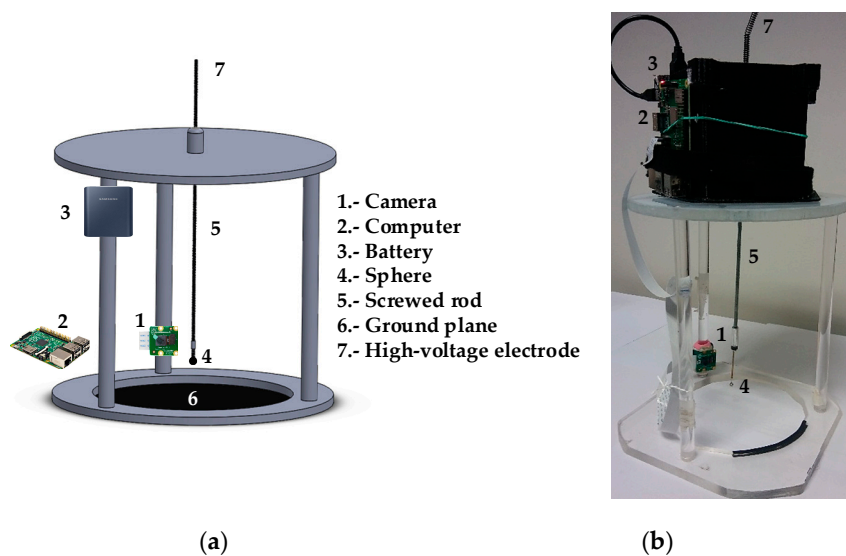 7
3
5
2
1
4
6
1.- Camera
2.- Computer
3.- Battery
4.- Sphere
5.- Screwed rod
6.- Ground plane
7.- High-voltage electrode
7
3
2
5
1
4
(a)
(b)